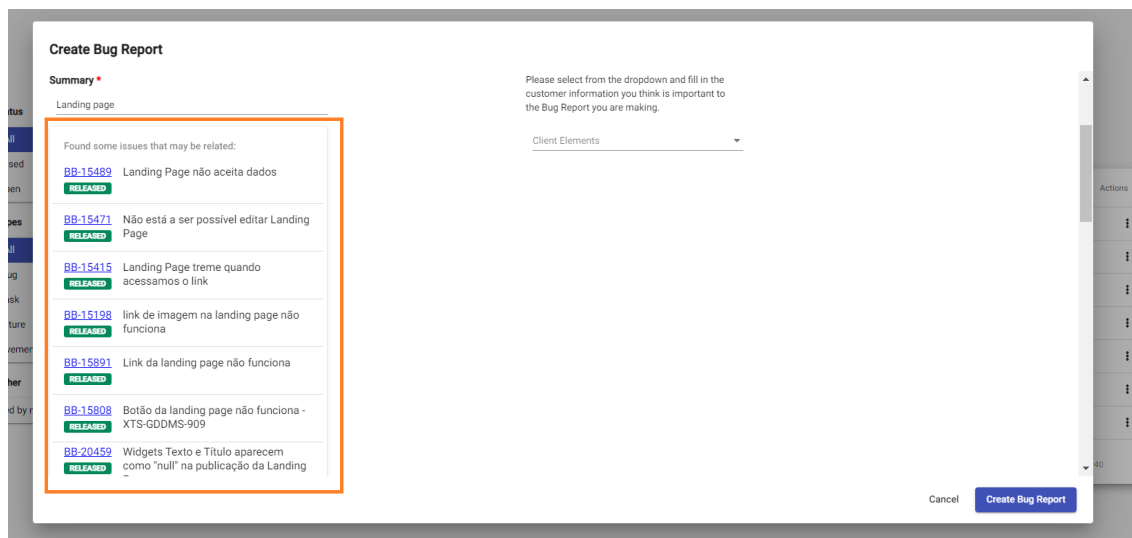 Create Bug Report
Summary *
Landing page
Found some issues that may be related:
BB-15489 Landing Page não aceita dados
RELEASED
BB-15471 Não está a ser possível editar Landing
RELEASED Page
BB-15415 Landing Page treme quando
RELEASED acessamos o link
BB-15198 link de imagem na landing page não
RELEASED funciona
BB-15891 Link da landing page não funciona
RELEASED
BB-15808 Botão da landing page não funciona -
RELEASED XTS-GDDMS-909
BB-20459 Widgets Texto e Título aparecem
RELEASED como "null" na publicação da Landing
Please select from the dropdown and fill in the
customer information you think is important to
the Bug Report you are making.
Client Elements
Cancel Create Bug Report
Actions
40